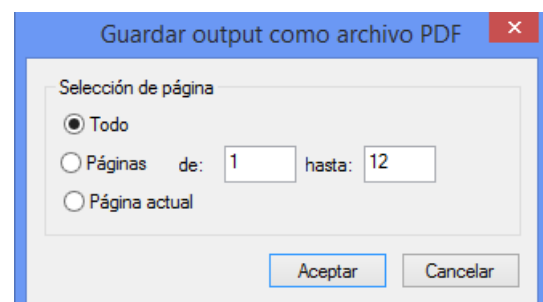 Guardar output como archivo PDF
Selección de página
Todo
Páginas de: 1 hasta: 12
Página actual
Aceptar Cancelar